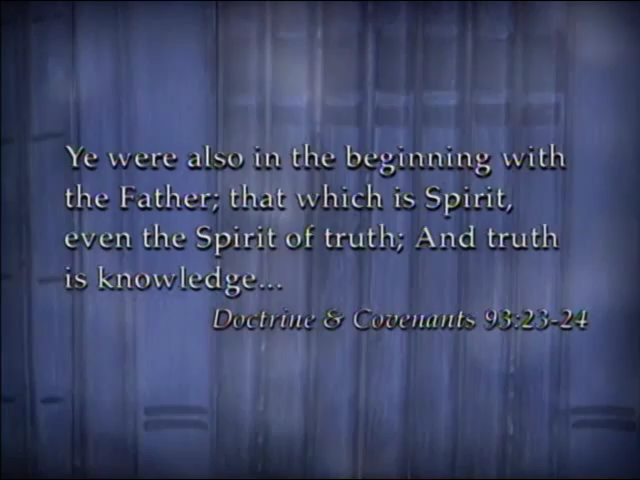 Ye were also in the beginning with
the Father; that which is Spirit,
even the Spirit of truth; And truth
is knowledge...
Doctrine & Covenants 93:23-24